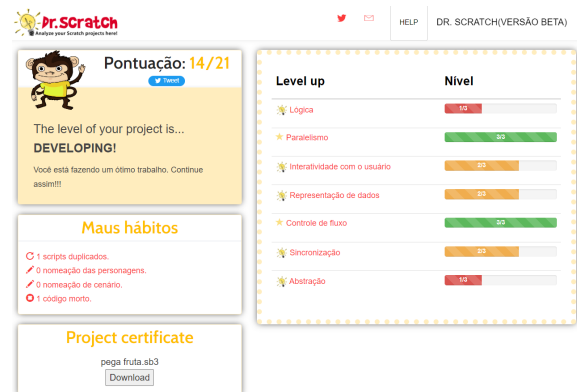 Dr.Scratch
Analyze your Scratch projects here!
HELP
DR. SCRATCH(VERSÃO BETA)
Pontuação: 14/21
Tweet
The level of your project is...
DEVELOPING!
Você está fazendo um ótimo trabalho. Continue
assim!!!
Maus hábitos
1 scripts duplicados.
0 nomeação das personagens.
0 nomeação de cenário.
1 código morto.
Project certificate
pega fruta.sb3
Download
Level up Nível
Lógica 1/3
Paralelismo 3/3
Interatividade com o usuário 2/3
Representação de dados 2/3
Controle de fluxo 3/3
Sincronização 2/3
Abstração 1/3